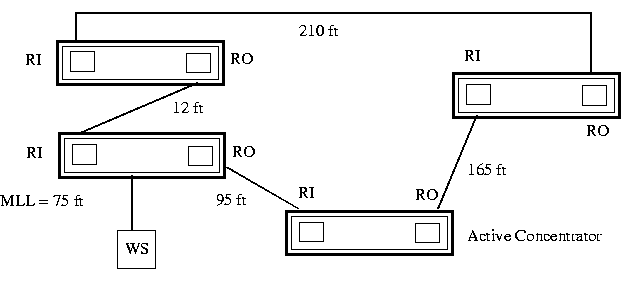 210 ft
RI
RO
RI
12 ft
RO
RI
RO
165 ft
MLL = 75 ft
95 ft
RI
RO
WS
Active Concentrator